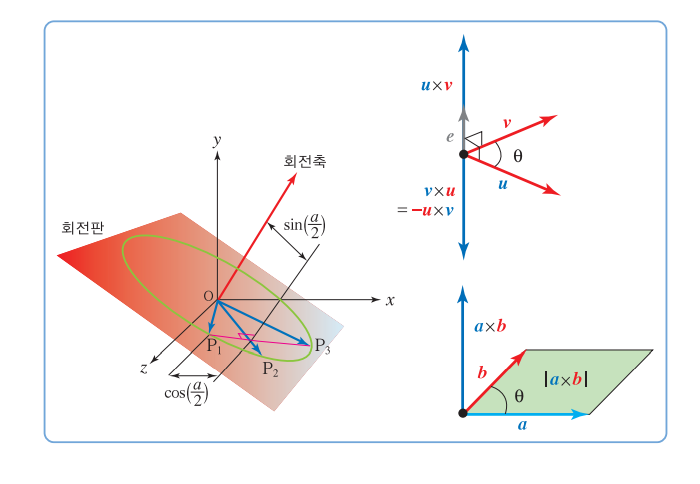 y
회전축
sin(a/2)
회전판
O
x
P₁
P₃
P₂
z
cos(a/2)
u×v
e
v
θ
u
v×u
= −u×v
a×b
b
|a×b|
θ
a